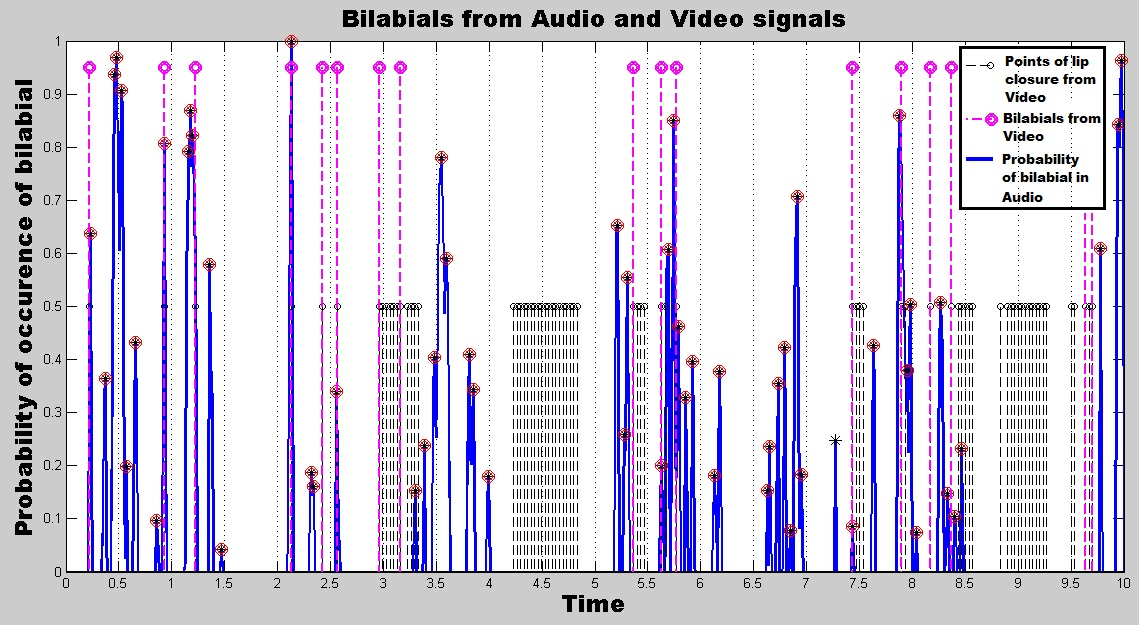 Bilabials from Audio and Video signals
Probability of occurence of bilabial
1
0.9
0.8
0.7
0.6
0.5
0.4
0.3
0.2
0.1
0
Points of lip
closure from
Video
Bilabials from
Video
Probability
of bilabial in
Audio
0 0.5 1 1.5 2 2.5 3 3.5 4 4.5 5 5.5 6 6.5 7 7.5 8 8.5 9 9.5 10
Time